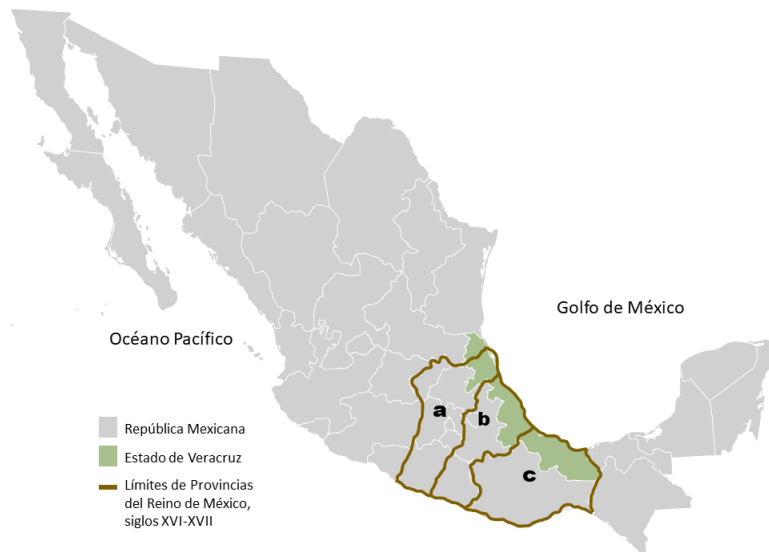 Golfo de México
Océano Pacífico
a
b
c
República Mexicana
Estado de Veracruz
Límites de Provincias
del Reino de México,
siglos XVI-XVII